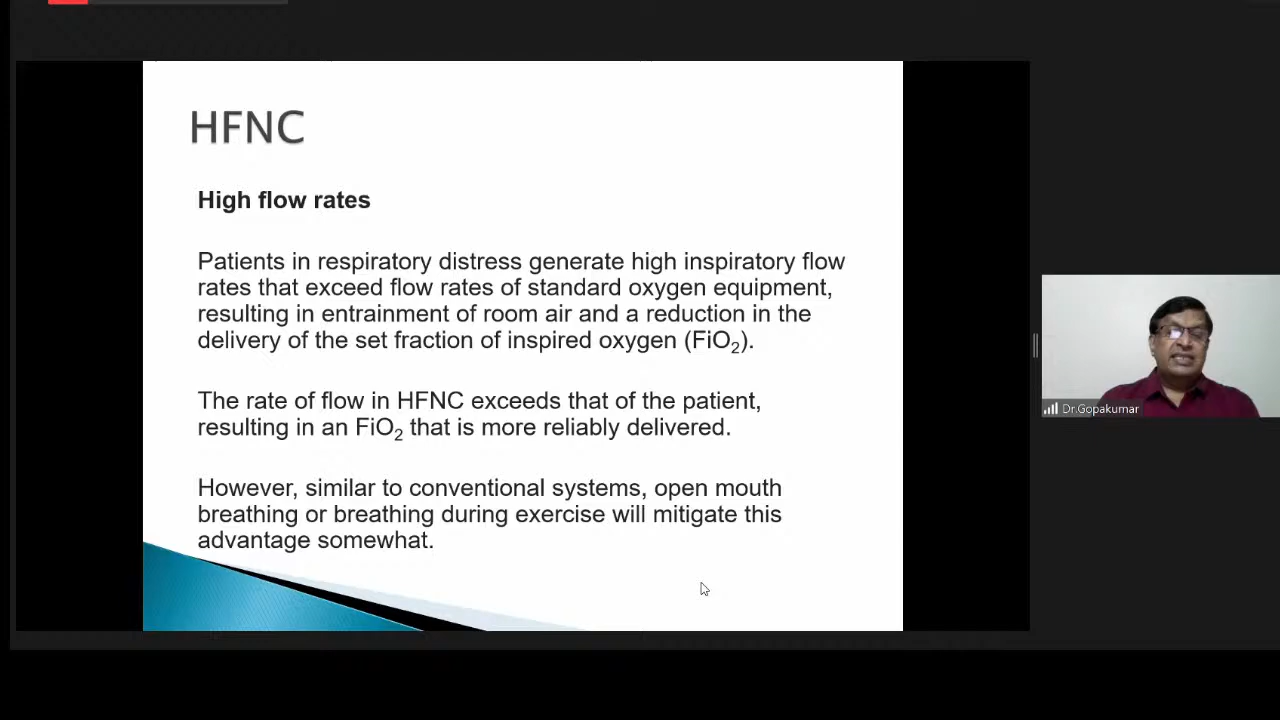 HFNC
High flow rates
Patients in respiratory distress generate high inspiratory flow
rates that exceed flow rates of standard oxygen equipment,
resulting in entrainment of room air and a reduction in the
delivery of the set fraction of inspired oxygen (FiO₂).
The rate of flow in HFNC exceeds that of the patient,
resulting in an FiO₂ that is more reliably delivered.
However, similar to conventional systems, open mouth
breathing or breathing during exercise will mitigate this
advantage somewhat.
Dr.Gopakumar